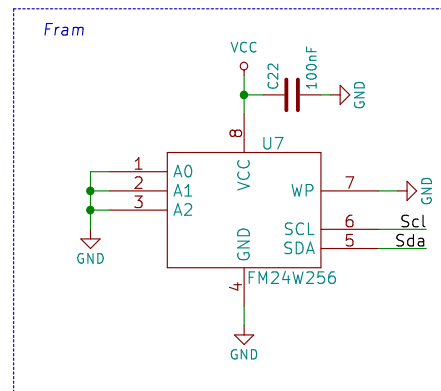 Fram
VCC
C22
100nF
GND
8
U7
1
A0
VCC
2
A1
WP
7
GND
3
A2
SCL
6
Scl
GND
SDA
5
Sda
GND
4
FM24W256
GND